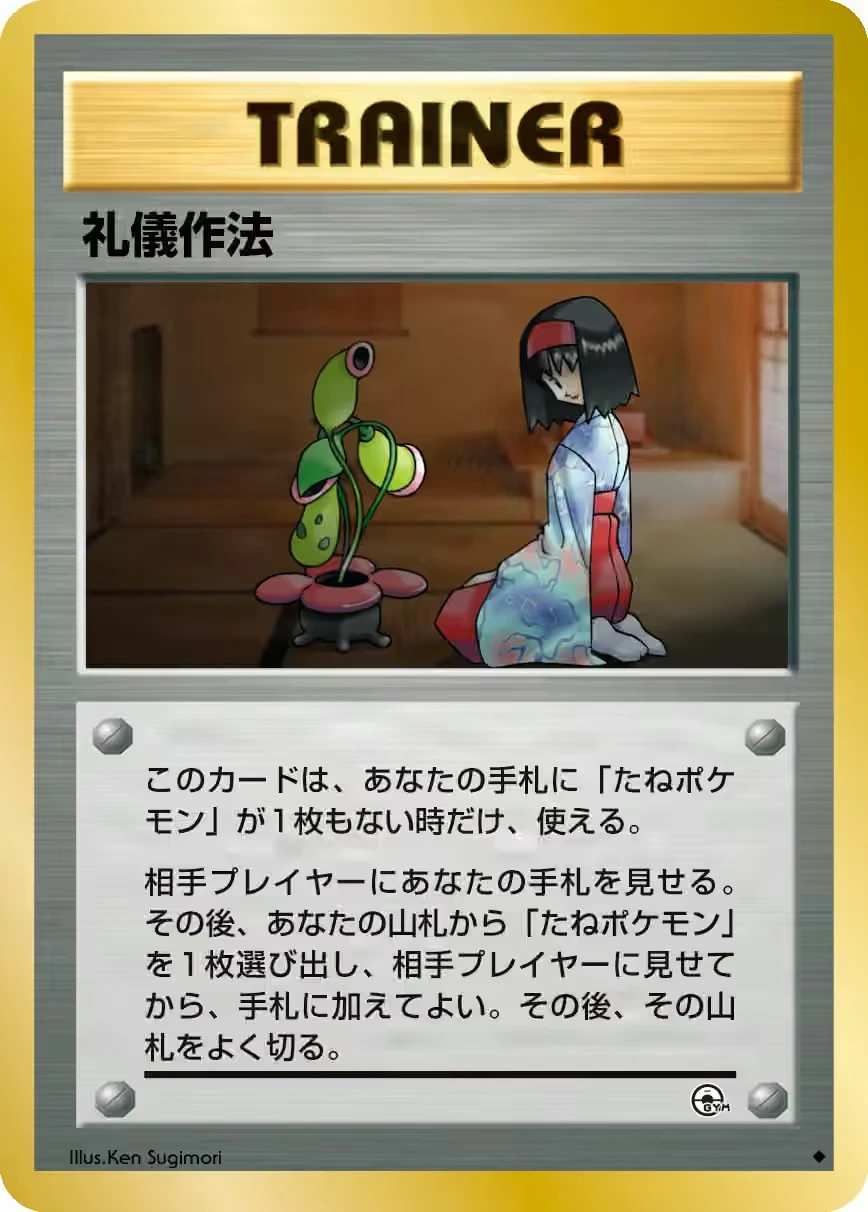 TRAINER
礼儀作法
このカードは、あなたの手札に「たねポケ
モン」が1枚もない時だけ、使える。
相手プレイヤーにあなたの手札を見せる。
その後、あなたの山札から「たねポケモン」
を1枚選び出し、相手プレイヤーに見せて
から、手札に加えてよい。その後、その山
札をよく切る。
GYM
Illus.Ken Sugimori